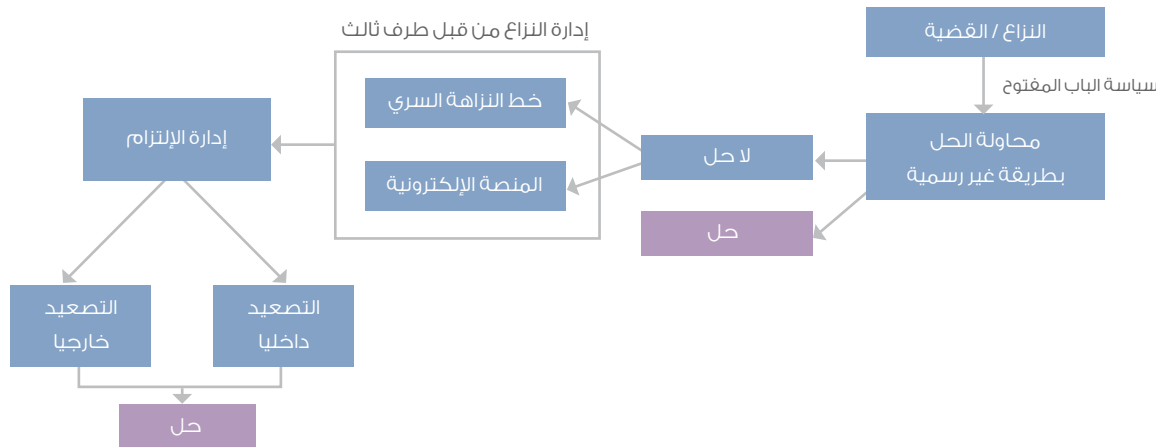 النزاع / القضية
سياسة الباب المفتوح
محاولة الحل
بطريقة غير رسمية
لا حل
حل
إدارة النزاع من قبل طرف ثالث
خط النزاهة السري
المنصة الإلكترونية
إدارة الإلتزام
التصعيد
داخليا
التصعيد
خارجيا
حل